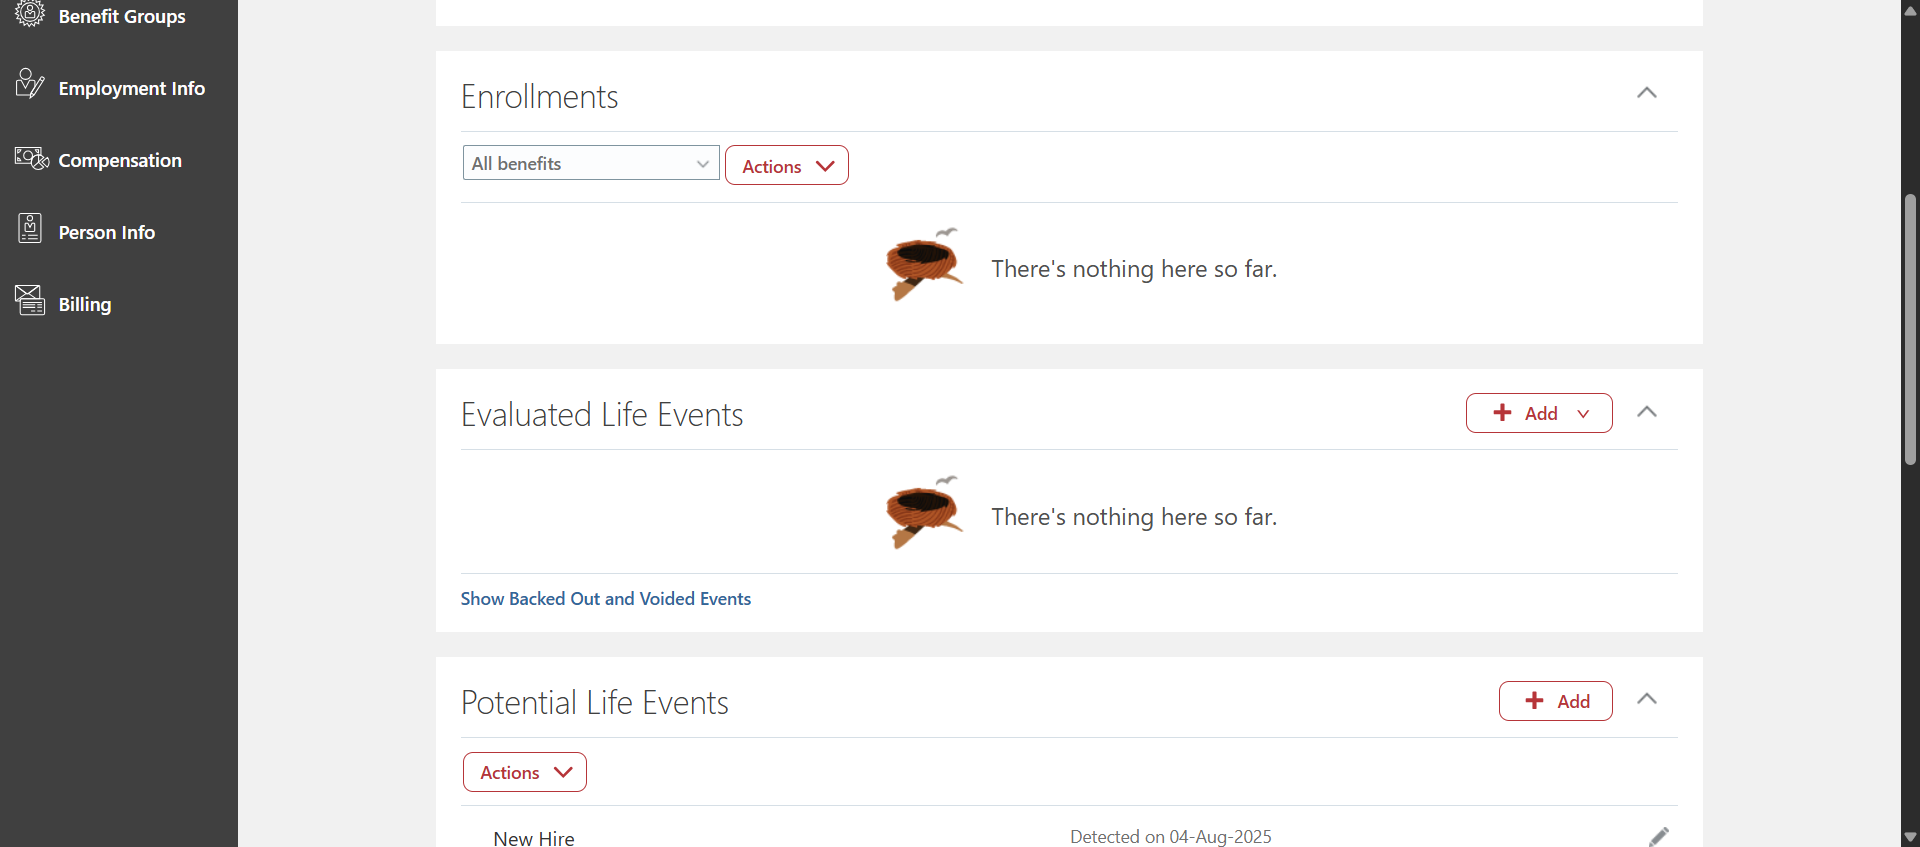 Benefit Groups
Employment Info
Compensation
Person Info
Billing
Enrollments
All benefits
Actions
There's nothing here so far.
Evaluated Life Events
Add
There's nothing here so far.
Show Backed Out and Voided Events
Potential Life Events
Add
Actions
New Hire
Detected on 04-Aug-2025